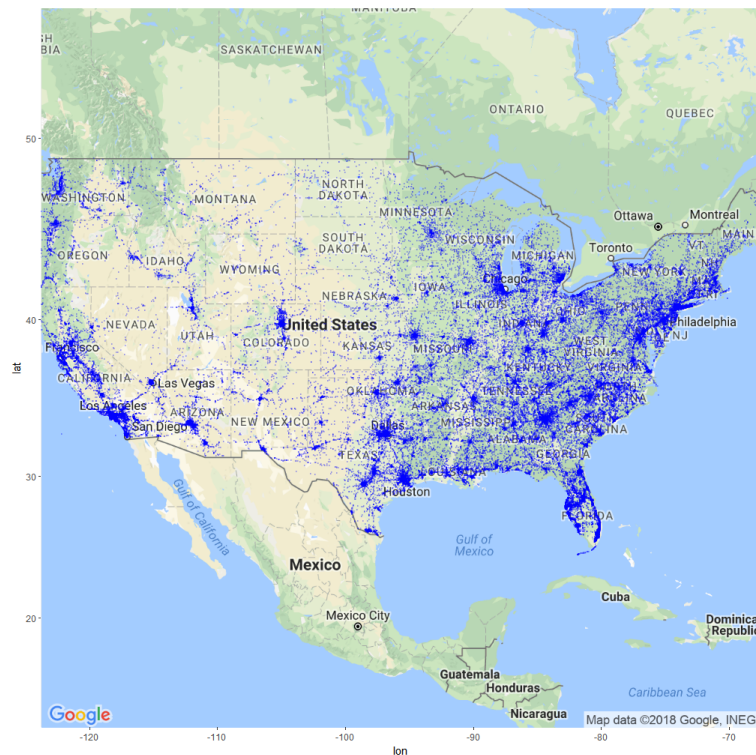 MANITOBA
SASKATCHEWAN
ONTARIO
QUEBEC
50
WASHINGTON
MONTANA
NORTH
DAKOTA
MINNESOTA
Ottawa
Montreal
OREGON
IDAHO
SOUTH
DAKOTA
WISCONSIN
MICHIGAN
Toronto
VT
WYOMING
NEW YORK
NEBRASKA
IOWA
Chicago
40
NEVADA
UTAH
COLORADO
United States
KANSAS
MISSOURI
WEST
VIRGINIA
NJ
Philadelphia
CALIFORNIA
Las Vegas
KENTUCKY
VIRGINIA
lat
Los Angeles
San Diego
ARIZONA
NEW MEXICO
OKLAHOMA
ARKANSAS
TENNESSEE
CAROLINA
MISSISSIPPI
ALABAMA
Dallas
TEXAS
GEORGIA
30
Houston
FLORIDA
Gulf of California
Gulf of
Mexico
Mexico
Cuba
20
Mexico City
Dominica
Republi
Guatemala
Honduras
Nicaragua
Caribbean Sea
Google
Map data ©2018 Google, INEG
-120
-110
-100
-90
-80
-70
lon